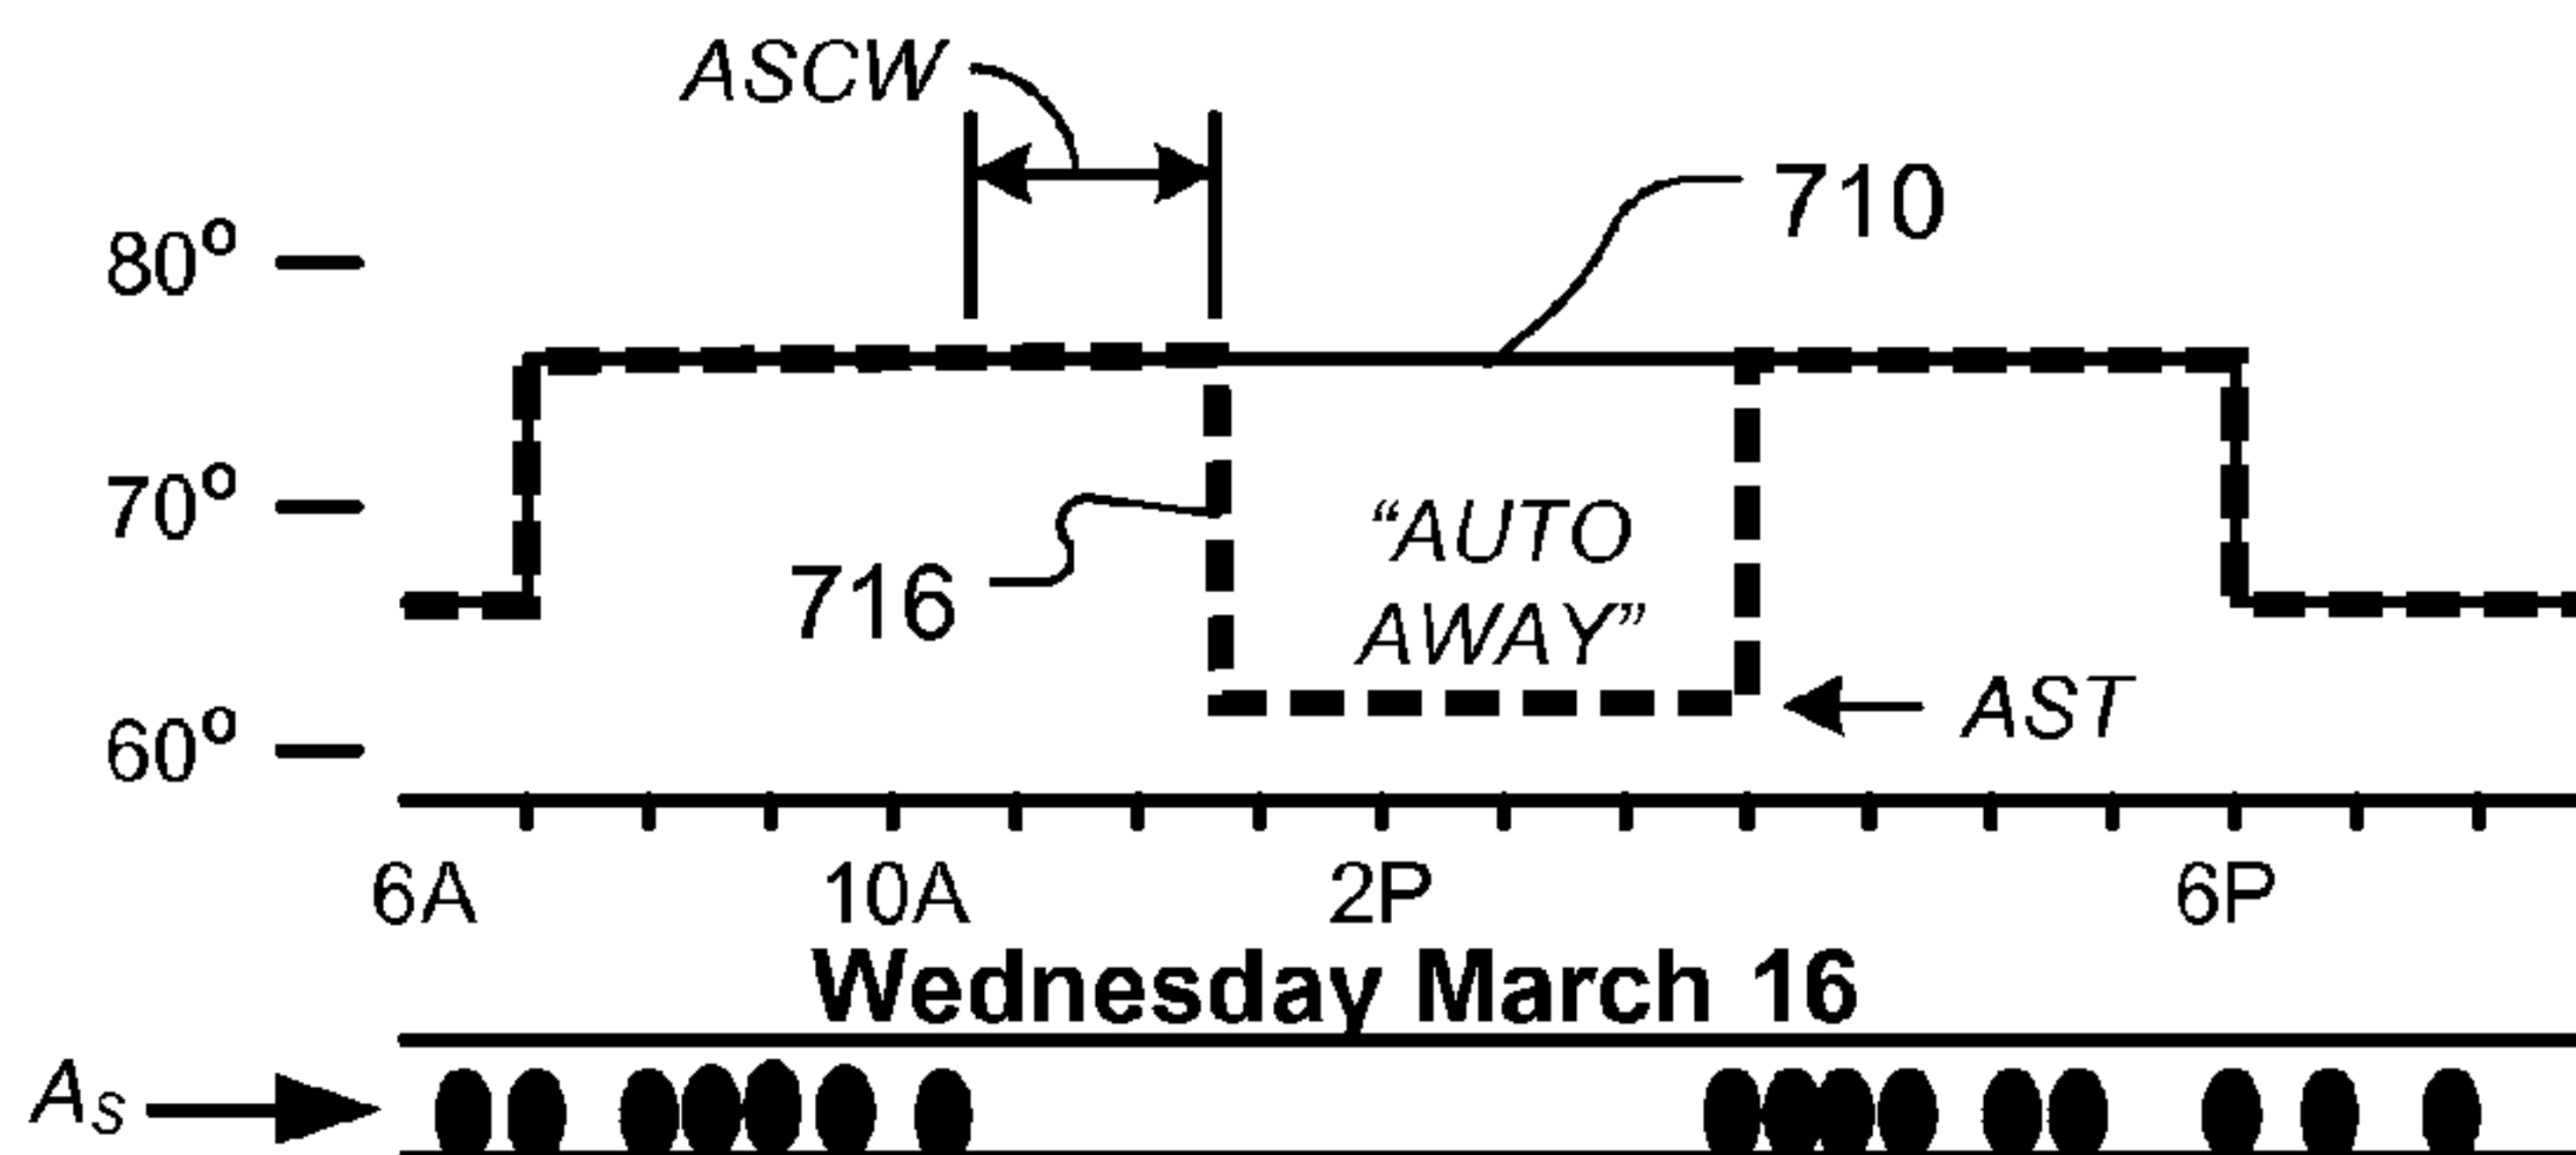 ASCW
710
80°
70°
716
"AUTO
AWAY"
AST
60°
6A 10A 2P 6P
Wednesday March 16
AS